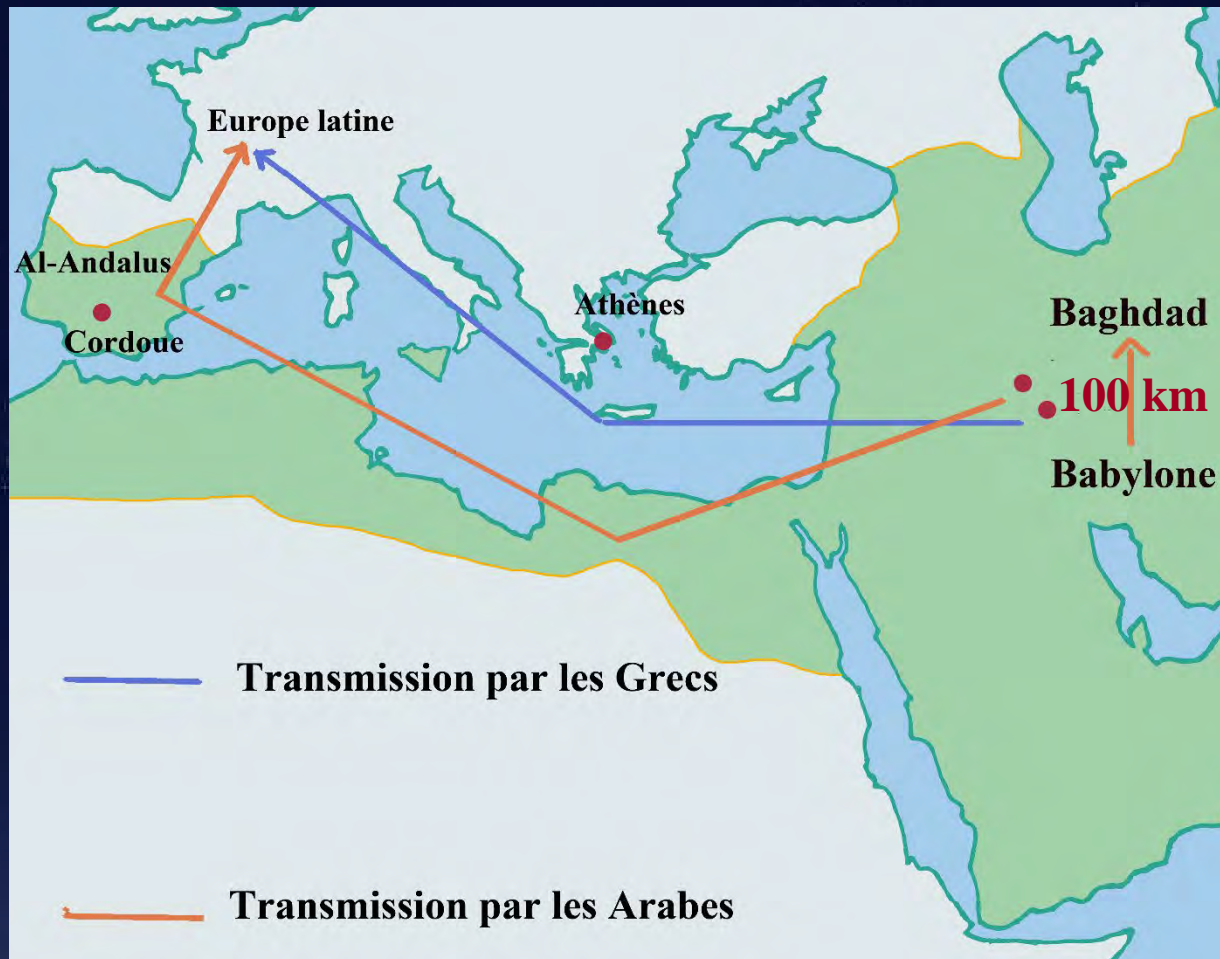 Europe latine
Al-Andalus
Cordoue
Athènes
Baghdad
100 km
Babylone
Transmission par les Grecs
Transmission par les Arabes